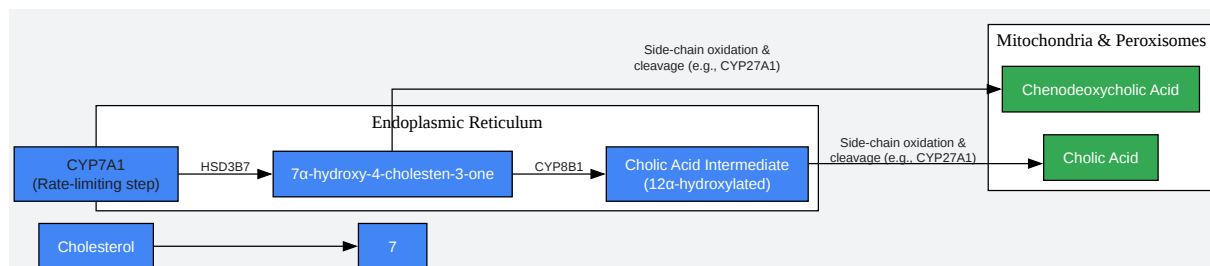 Side-chain oxidation &
cleavage (e.g., CYP27A1)
Mitochondria & Peroxisomes
Chenodeoxycholic Acid
Endoplasmic Reticulum
CYP7A1
(Rate-limiting step)
HSD3B7
7α-hydroxy-4-cholesten-3-one
CYP8B1
Cholic Acid Intermediate
(12α-hydroxylated)
Side-chain oxidation &
cleavage (e.g., CYP27A1)
Cholic Acid
Cholesterol
7